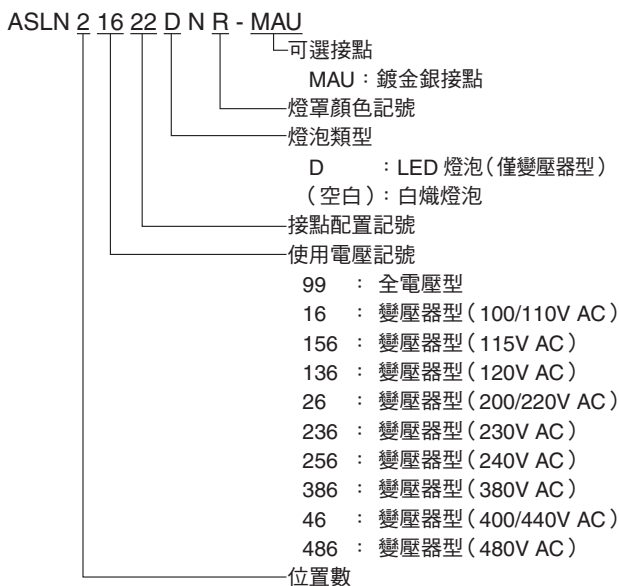 ASLN 2 16 22 D N R - MAU
可選接點
MAU：鍍金銀接點
燈罩顏色記號
燈泡類型
D ：LED 燈泡（僅變壓器型）
（空白）：白熾燈泡
接點配置記號
使用電壓記號
99 ： 全電壓型
16 ： 變壓器型（100/110V AC）
156 ： 變壓器型（115V AC）
136 ： 變壓器型（120V AC）
26 ： 變壓器型（200/220V AC）
236 ： 變壓器型（230V AC）
256 ： 變壓器型（240V AC）
386 ： 變壓器型（380V AC）
46 ： 變壓器型（400/440V AC）
486 ： 變壓器型（480V AC）
位置數